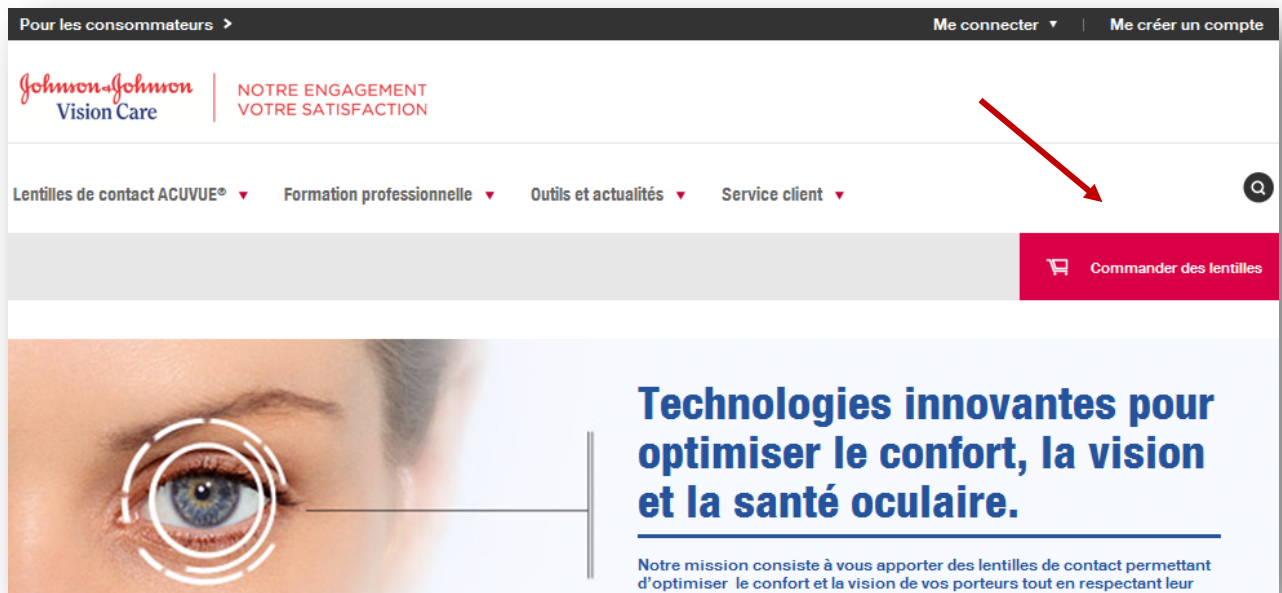 Pour les consommateurs >
Me connecter ▼ | Me créer un compte
Johnson & Johnson
Vision Care
NOTRE ENGAGEMENT
VOTRE SATISFACTION
Lentilles de contact ACUVUE® ▼ Formation professionnelle ▼ Outils et actualités ▼ Service client ▼
Commander des lentilles
Technologies innovantes pour
optimiser le confort, la vision
et la santé oculaire.
Notre mission consiste à vous apporter des lentilles de contact permettant
d’optimiser le confort et la vision de vos porteurs tout en respectant leur